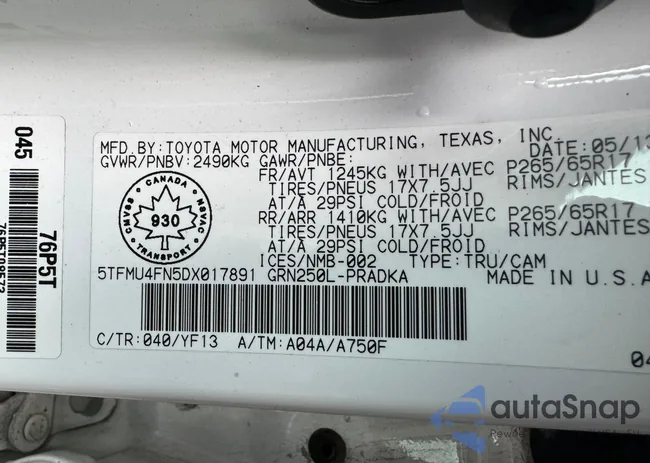 045
76P5T
MFD.BY:TOYOTA MOTOR MANUFACTURING, TEXAS, INC.
DATE:05/13
GVWR/PNBV:2490KG GAWR/PNBE:
FR/AVT 1245KG WITH/AVEC P265/65R17
TIRES/PNEUS 17X7.5JJ RIMS/JANTES
AT/A 29PSI COLD/FROID
RR/ARR 1410KG WITH/AVEC P265/65R17
TIRES/PNEUS 17X7.5JJ RIMS/JANTES
AT/A 29PSI COLD/FROID
CANADA
930
TRANSPORT
ICES/NMB-002 TYPE:TRU/CAM
5TFMU4FN5DX017891 GRN250L-PRADKA MADE IN U.S.A
C/TR:040/YF13 A/TM:A04A/A750F
04
autoSnap